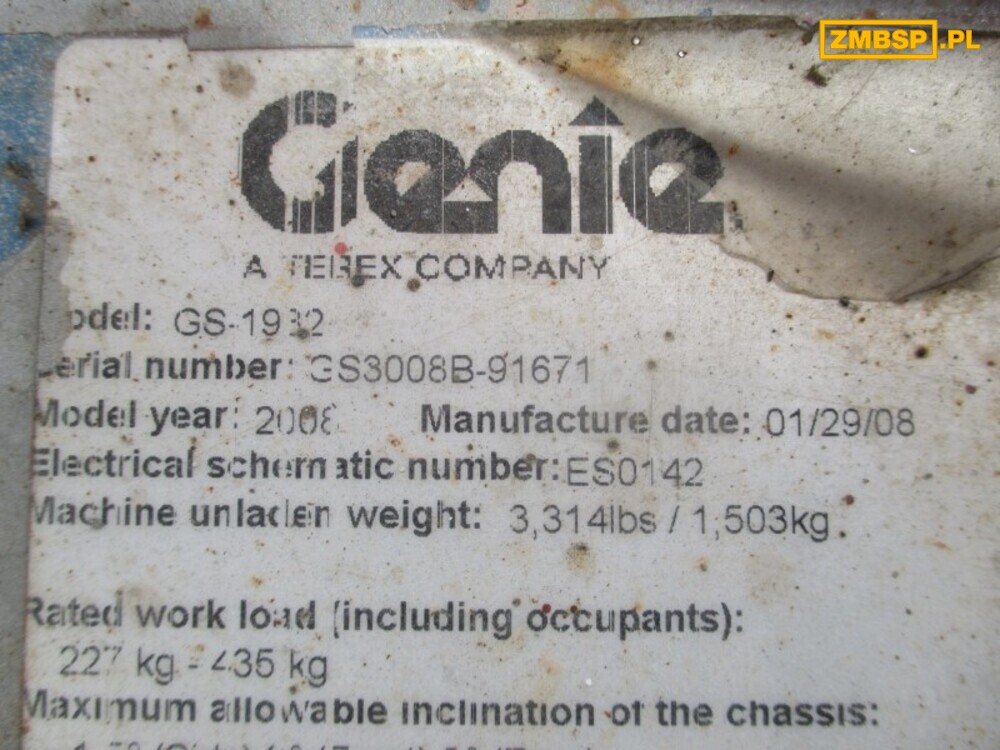 ZMBSP.PL
Genie
A TEREX COMPANY
Model: GS-1932
Serial number: GS3008B-91671
Model year: 2008 Manufacture date: 01/29/08
Electrical schematic number: ES0142
Machine unladen weight: 3,314lbs / 1,503kg
Rated work load (including occupants):
227 kg - 435 kg
Maximum allowable inclination of the chassis: